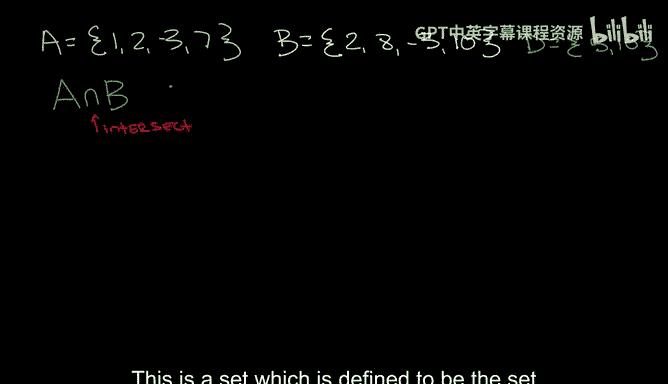 A = {1, 2, -3, 7} B = {2, 8, -3, 10} D = {
GPT中英字幕课程资源 bilibili
A∩B
↑intersect
This is a set which is defined to be the set